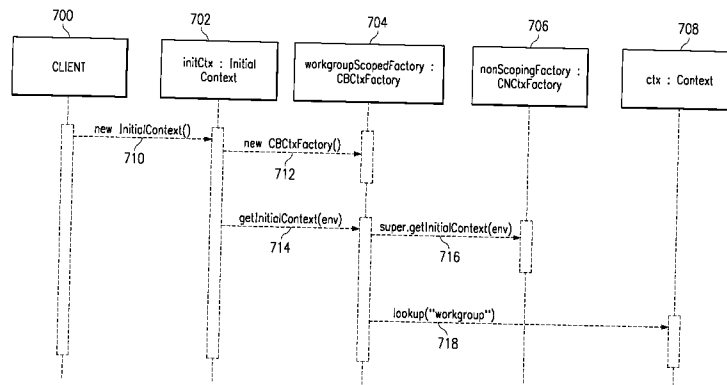 700
702
704
706
708
CLIENT
initCtx : Initial
Context
workgroupScopedFactory :
CBCtxFactory
nonScopingFactory :
CNCtxFactory
ctx : Context
new InitialContext()
710
new CBCtxFactory()
712
getInitialContext(env)
714
super.getInitialContext(env)
716
lookup("workgroup")
718